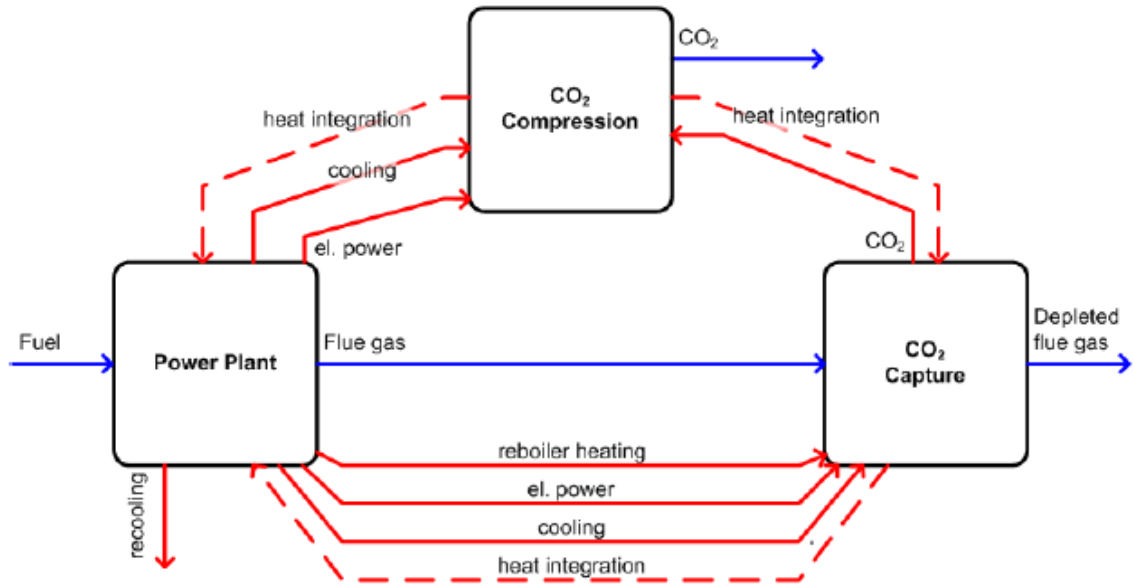 CO₂
CO₂
Compression
heat integration
heat integration
cooling
el. power
CO₂
Fuel
Power Plant
Flue gas
CO₂
Capture
Depleted
flue gas
reboiler heating
el. power
cooling
heat integration
recooling